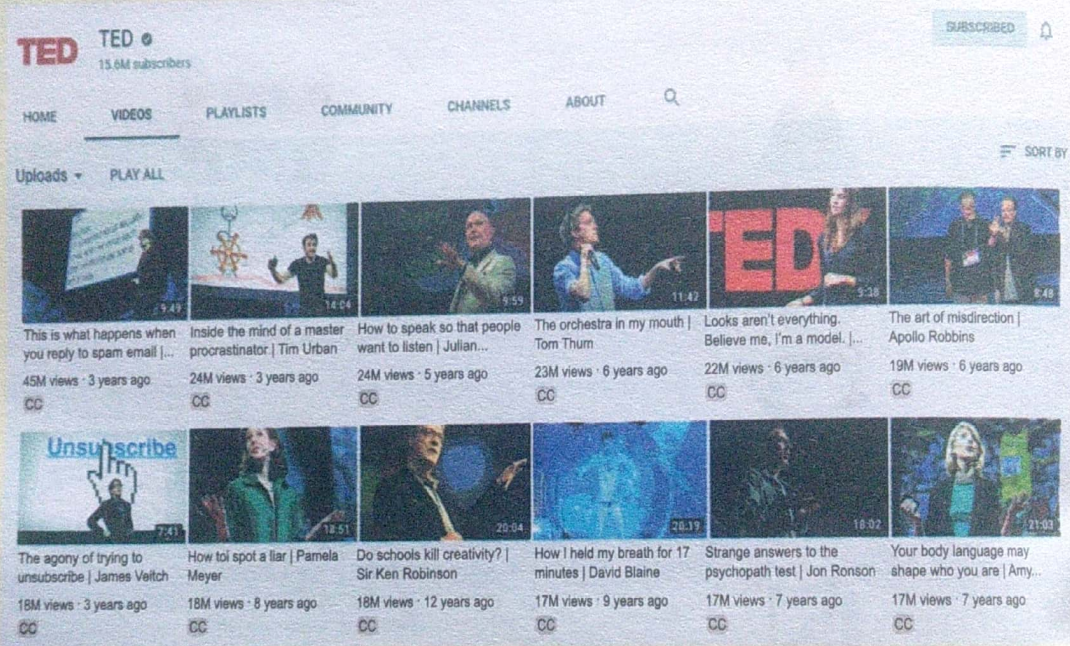 TED
TED
15.6M subscribers
SUBSCRIBED
HOME VIDEOS PLAYLISTS COMMUNITY CHANNELS ABOUT
SORT BY
Uploads PLAY ALL
9:49
14:04
9:59
11:42
TED
8:48
This is what happens when
you reply to spam email |...
45M views · 3 years ago
CC
Inside the mind of a master
procrastinator | Tim Urban
24M views · 3 years ago
CC
How to speak so that people
want to listen | Julian...
24M views · 5 years ago
CC
The orchestra in my mouth |
Tom Thum
23M views · 6 years ago
CC
Looks aren't everything.
Believe me, I'm a model. |...
22M views · 6 years ago
CC
The art of misdirection |
Apollo Robbins
19M views · 6 years ago
CC
Unsubscribe
7:41
18:51
20:04
20:19
18:02
21:03
The agony of trying to
unsubscribe | James Veitch
18M views · 3 years ago
CC
How toi spot a liar | Pamela
Meyer
18M views · 8 years ago
CC
Do schools kill creativity? |
Sir Ken Robinson
18M views · 12 years ago
CC
How I held my breath for 17
minutes | David Blaine
17M views · 9 years ago
CC
Strange answers to the
psychopath test | Jon Ronson
17M views · 7 years ago
CC
Your body language may
shape who you are | Amy...
17M views · 7 years ago
CC